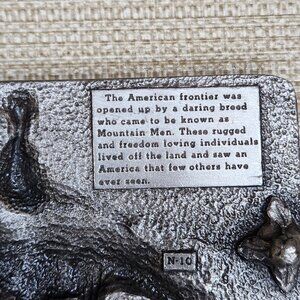 The American frontier was
opened up by a daring breed
who came to be known as
Mountain Men. These rugged
and freedom loving individuals
lived off the land and saw an
America that few others have
ever seen.
N-10